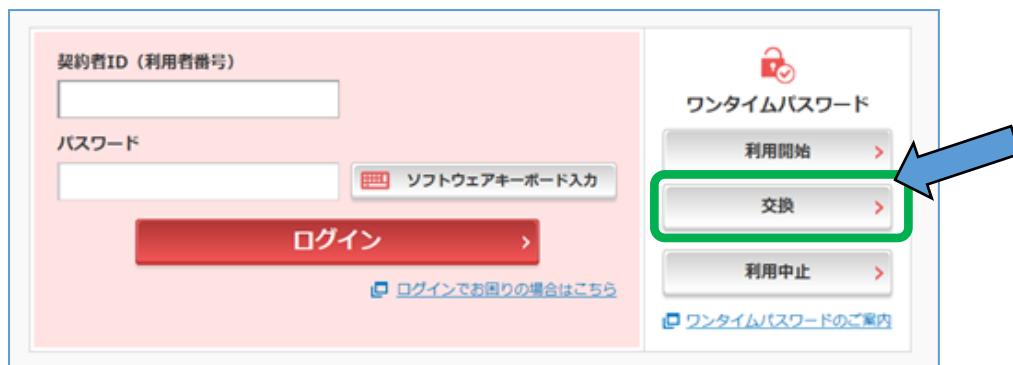 契約者ID（利用者番号）
パスワード
ソフトウェアキーボード入力
ログイン
ログインでお困りの場合はこちら
ワンタイムパスワード
利用開始
交換
利用中止
ワンタイムパスワードのご案内